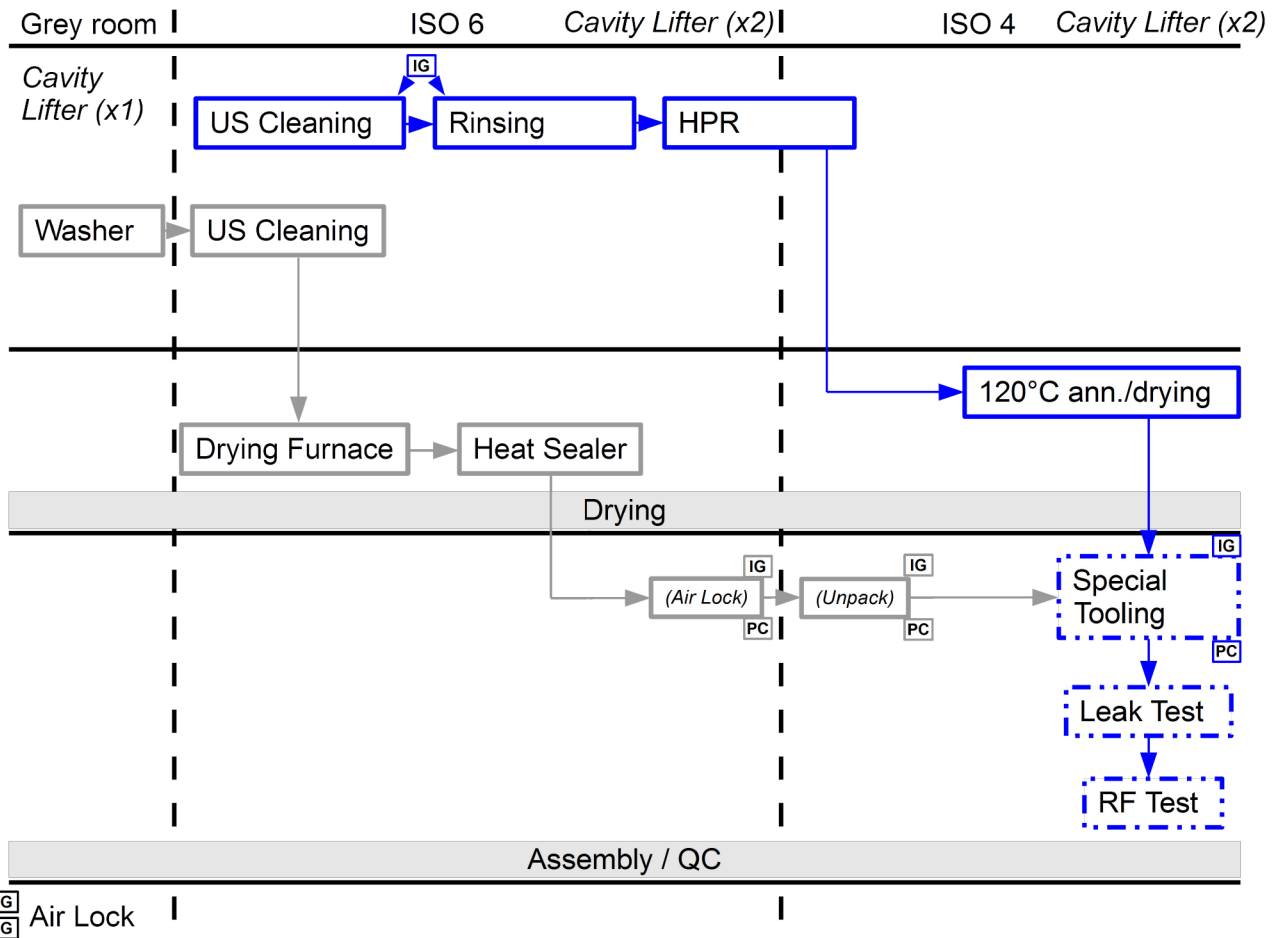 Grey room
ISO 6
Cavity Lifter (x2)
ISO 4
Cavity Lifter (x2)
Cavity
Lifter (x1)
IG
US Cleaning
Rinsing
HPR
Washer
US Cleaning
120°C ann./drying
Drying Furnace
Heat Sealer
Drying
IG
(Air Lock)
PC
IG
(Unpack)
PC
IG
Special
Tooling
PC
Leak Test
RF Test
Assembly / QC
G
G
Air Lock